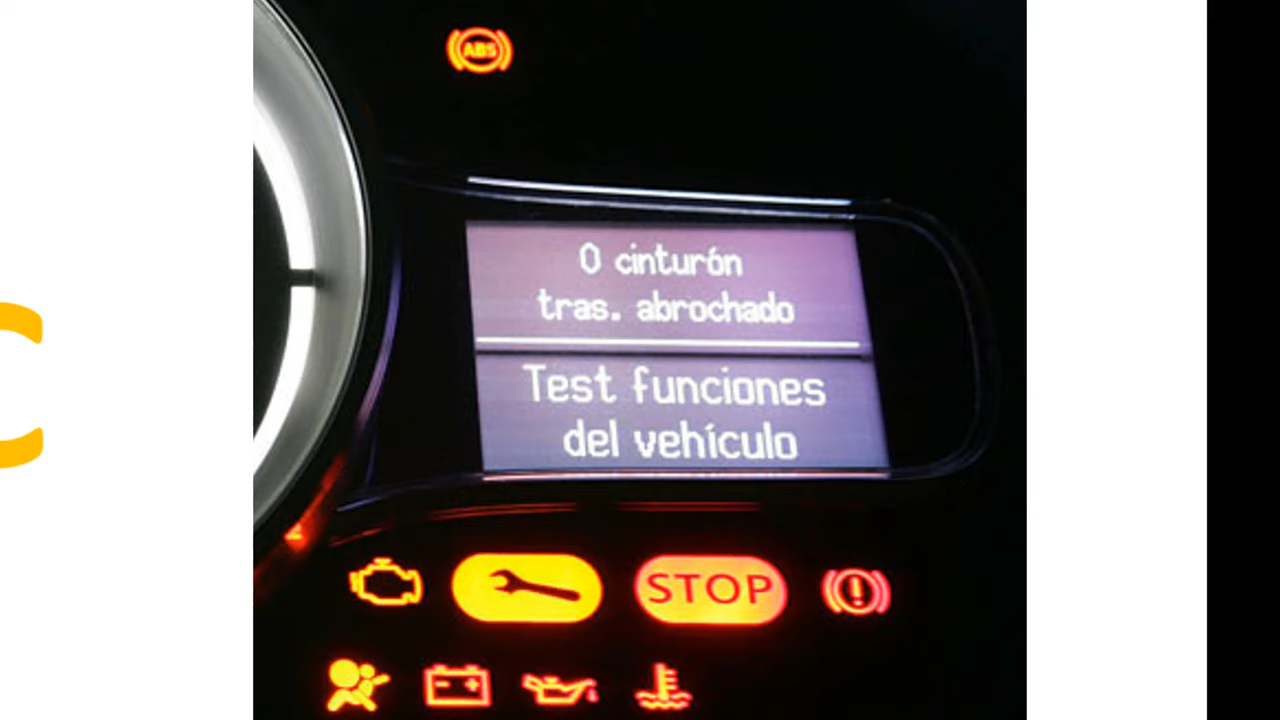 ABS
0 cinturón
tras. abrochado
Test funciones
del vehículo
STOP